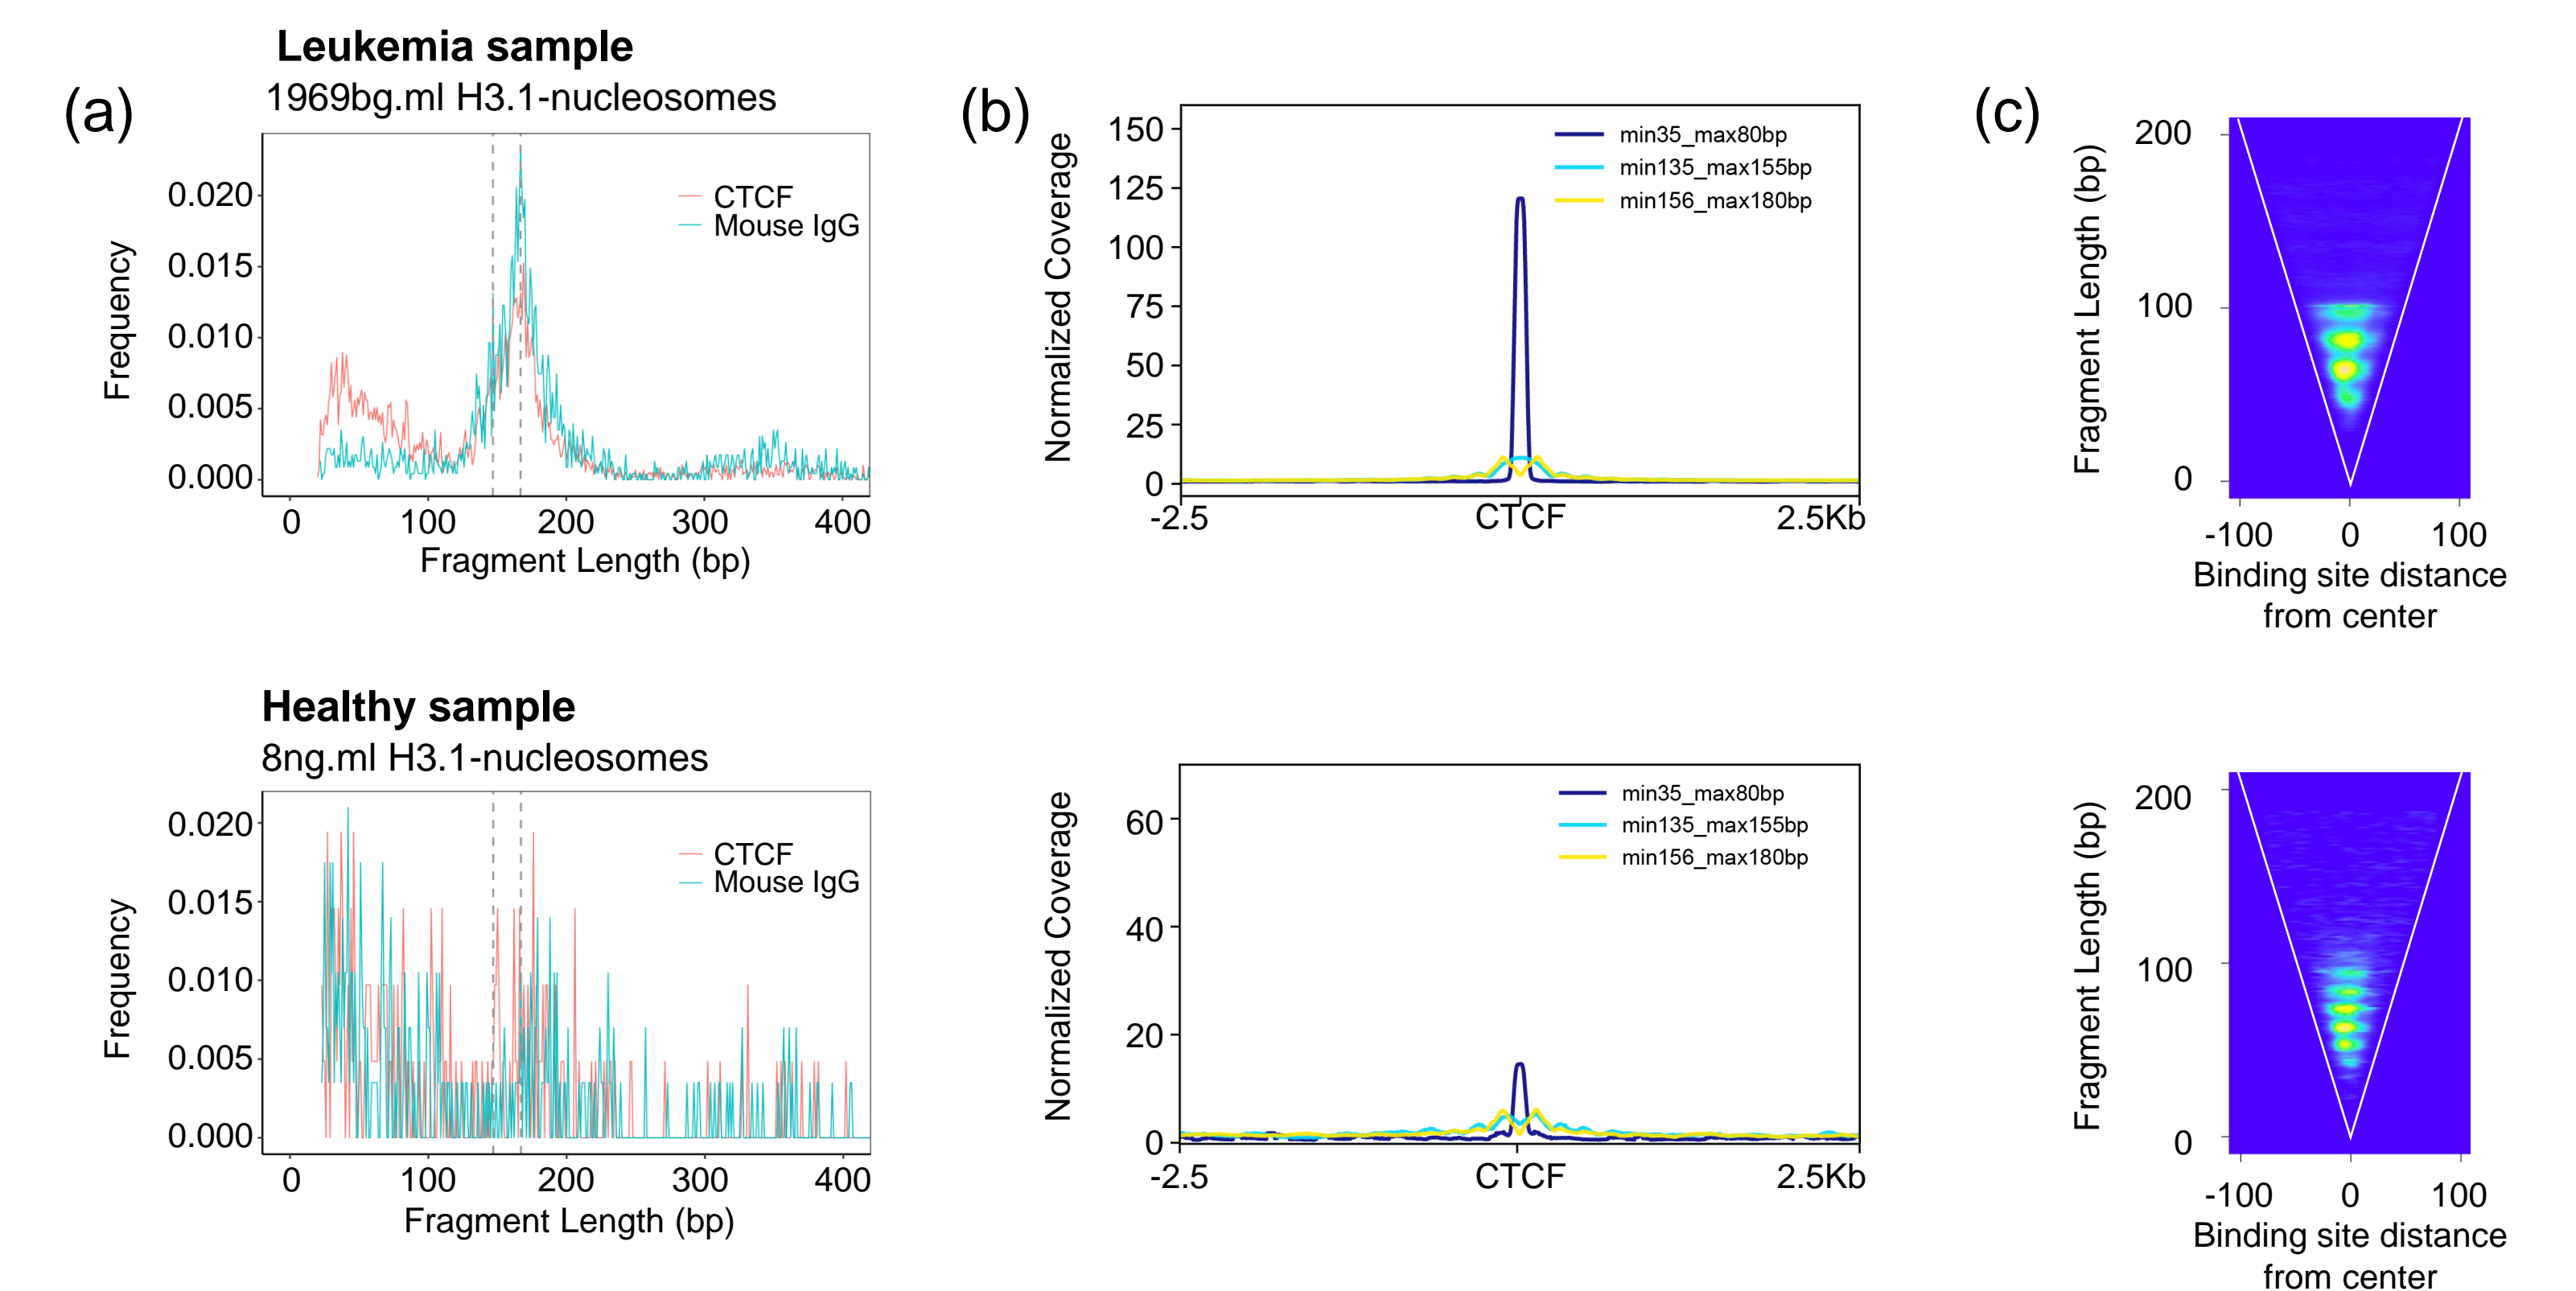 Leukemia sample
1969bg.ml H3.1-nucleosomes
(a)
Frequency
0.020
0.015
0.010
0.005
0.000
CTCF
Mouse IgG
0 100 200 300 400
Fragment Length (bp)
(b)
Normalized Coverage
150
125
100
75
50
25
0
min35_max80bp
min135_max155bp
min156_max180bp
-2.5 CTCF 2.5Kb
(c)
Fragment Length (bp)
200
100
0
-100 0 100
Binding site distance
from center
Healthy sample
8ng.ml H3.1-nucleosomes
Frequency
0.020
0.015
0.010
0.005
0.000
CTCF
Mouse IgG
0 100 200 300 400
Fragment Length (bp)
Normalized Coverage
60
40
20
0
min35_max80bp
min135_max155bp
min156_max180bp
-2.5 CTCF 2.5Kb
Fragment Length (bp)
200
100
0
-100 0 100
Binding site distance
from center